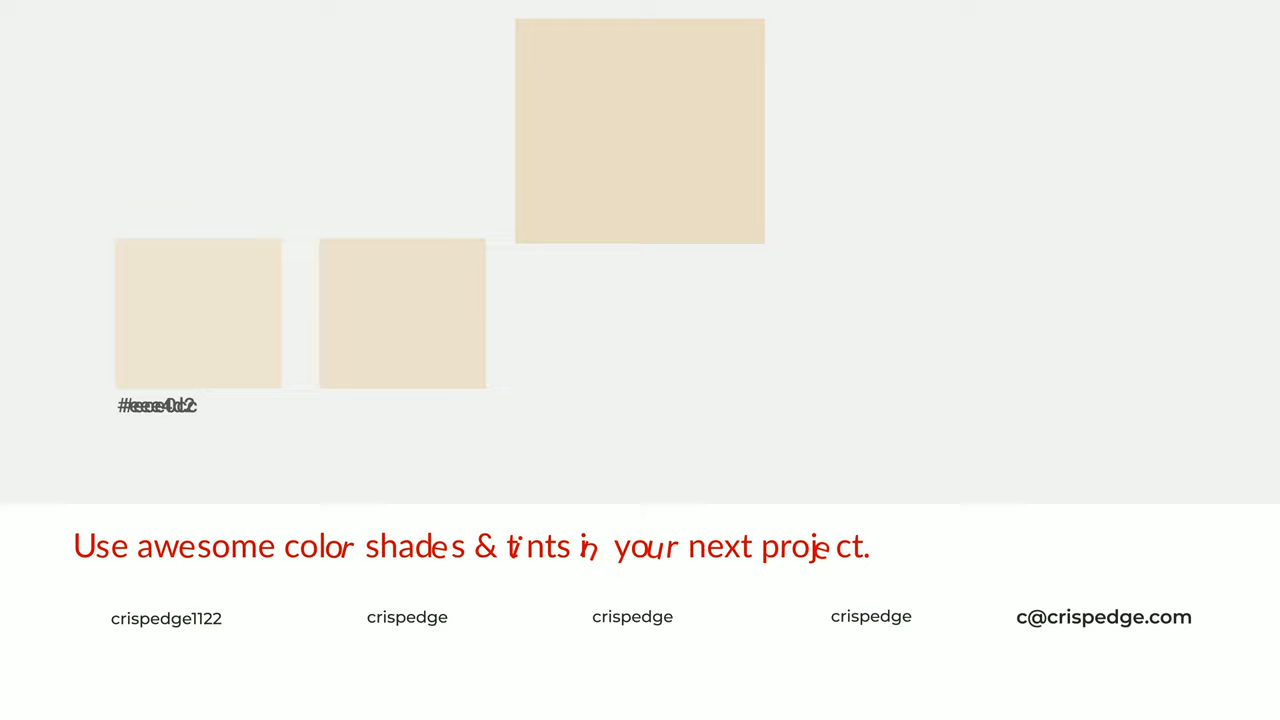 Use awesome color shades & tints in your next project.
crispedge1122 crispedge crispedge crispedge c@crispedge.com